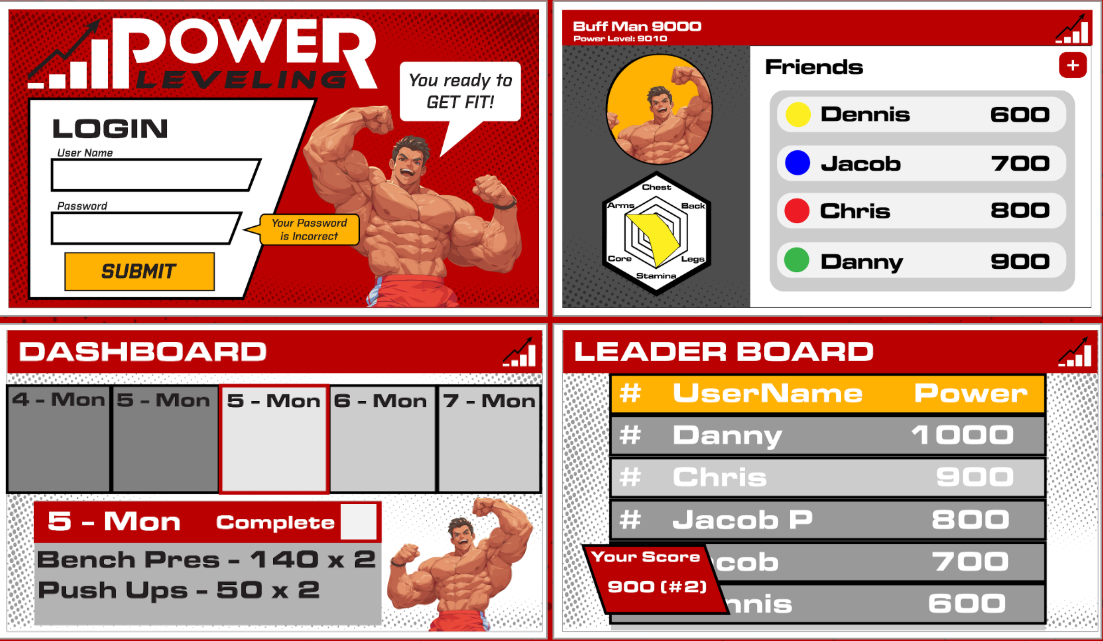 POWER
LEVELING
You ready to
GET FIT!
LOGIN
User Name
Password
Your Password
is Incorrect
SUBMIT
Buff Man 9000
Power Level: 9010
Friends
+
Dennis 600
Jacob 700
Chris 800
Danny 900
Chest
Arms Back
Core Legs
Stamina
DASHBOARD
4 - Mon 5 - Mon 5 - Mon 6 - Mon 7 - Mon
5 - Mon Complete
Bench Pres - 140 x 2
Push Ups - 50 x 2
LEADER BOARD
# UserName Power
# Danny 1000
# Chris 900
# Jacob P 800
cob 700
nnis 600
Your Score
900 (#2)